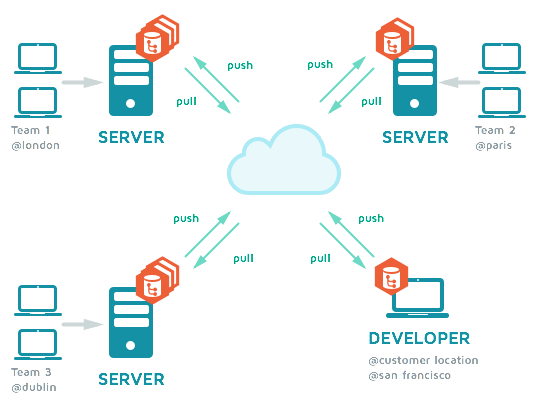 push
pull
Team 1
@london
SERVER
push
pull
SERVER
Team 2
@paris
push
pull
Team 3
@dublin
SERVER
push
pull
DEVELOPER
@customer location
@san francisco